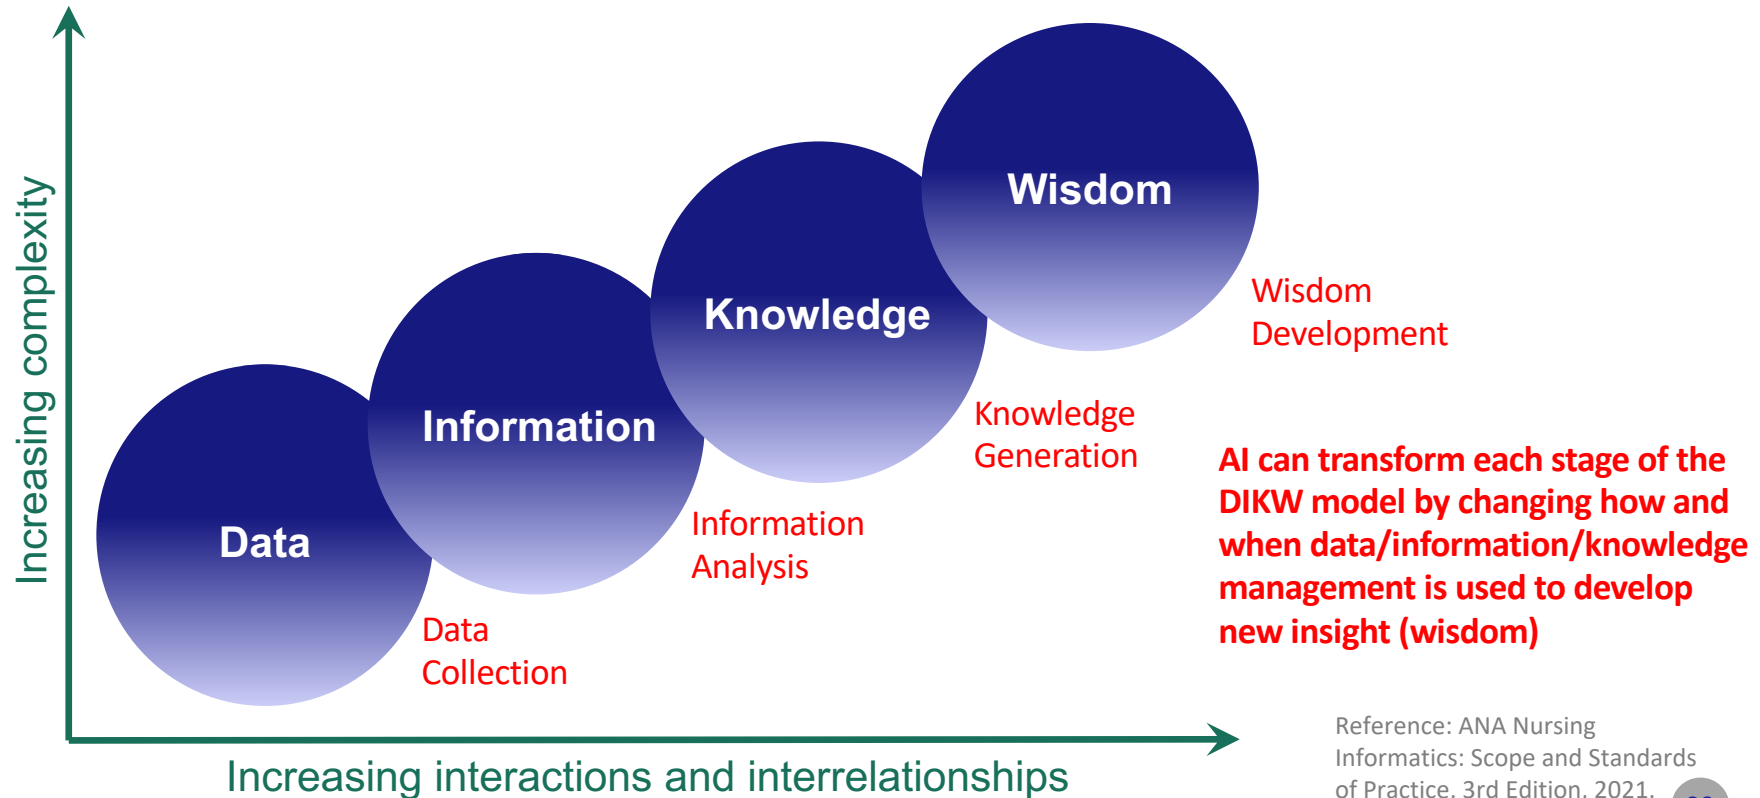 Increasing complexity
Wisdom
Wisdom
Development
Knowledge
Knowledge
Generation
Information
Information
Analysis
Data
Data
Collection
AI can transform each stage of the
DIKW model by changing how and
when data/information/knowledge
management is used to develop
new insight (wisdom)
Increasing interactions and interrelationships
Reference: ANA Nursing
Informatics: Scope and Standards
of Practice, 3rd Edition, 2021.